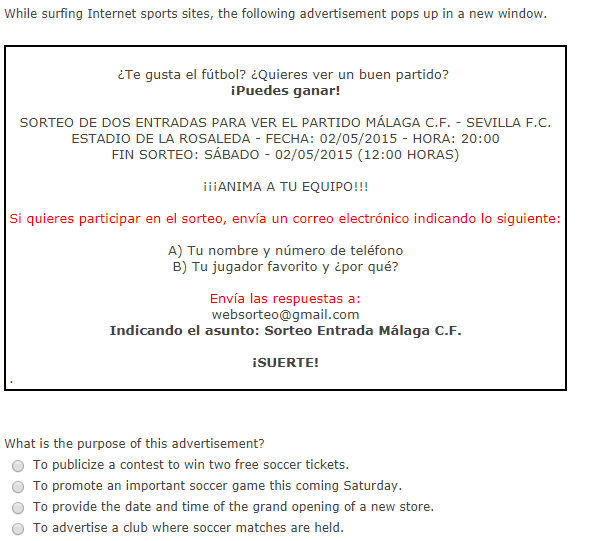 While surfing Internet sports sites, the following advertisement pops up in a new window.
¿Te gusta el fútbol? ¿Quieres ver un buen partido?
¡Puedes ganar!
SORTEO DE DOS ENTRADAS PARA VER EL PARTIDO MÁLAGA C.F. - SEVILLA F.C.
ESTADIO DE LA ROSALEDA - FECHA: 02/05/2015 - HORA: 20:00
FIN SORTEO: SÁBADO - 02/05/2015 (12:00 HORAS)
¡¡¡ANIMA A TU EQUIPO!!!
Si quieres participar en el sorteo, envía un correo electrónico indicando lo siguiente:
A) Tu nombre y número de teléfono
B) Tu jugador favorito y ¿por qué?
Envía las respuestas a:
websorteo@gmail.com
Indicando el asunto: Sorteo Entrada Málaga C.F.
¡SUERTE!
.
What is the purpose of this advertisement?
To publicize a contest to win two free soccer tickets.
To promote an important soccer game this coming Saturday.
To provide the date and time of the grand opening of a new store.
To advertise a club where soccer matches are held.